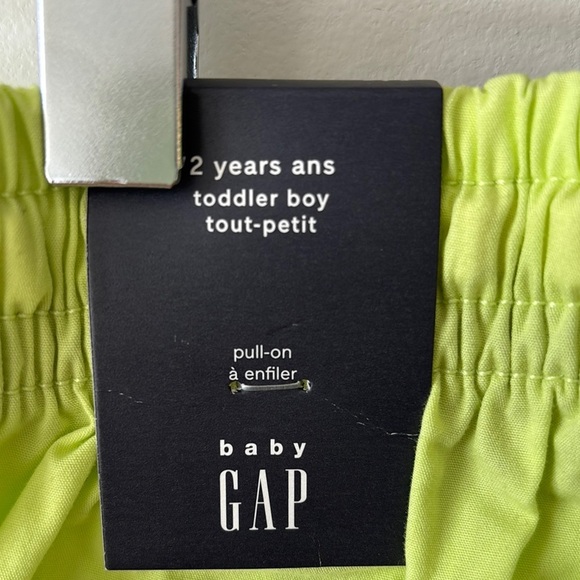 2 years ans
toddler boy
tout-petit
pull-on
à enfiler
baby
GAP